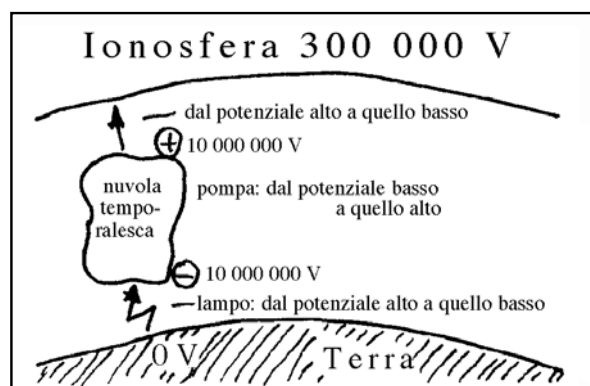 Ionosfera 300 000 V
dal potenziale alto a quello basso
+ 10 000 000 V
nuvola
tempo-
ralesca
pompa: dal potenziale basso
a quello alto
− 10 000 000 V
lampo: dal potenziale alto a quello basso
0 V Terra